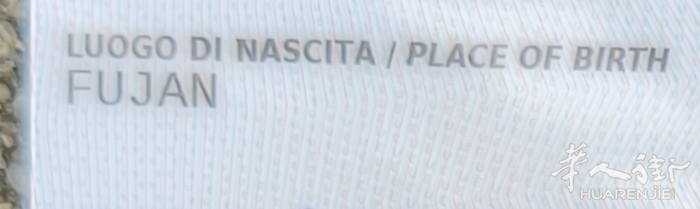 LUOGO DI NASCITA / PLACE OF BIRTH
FUJAN
华人街
HUARENJIE